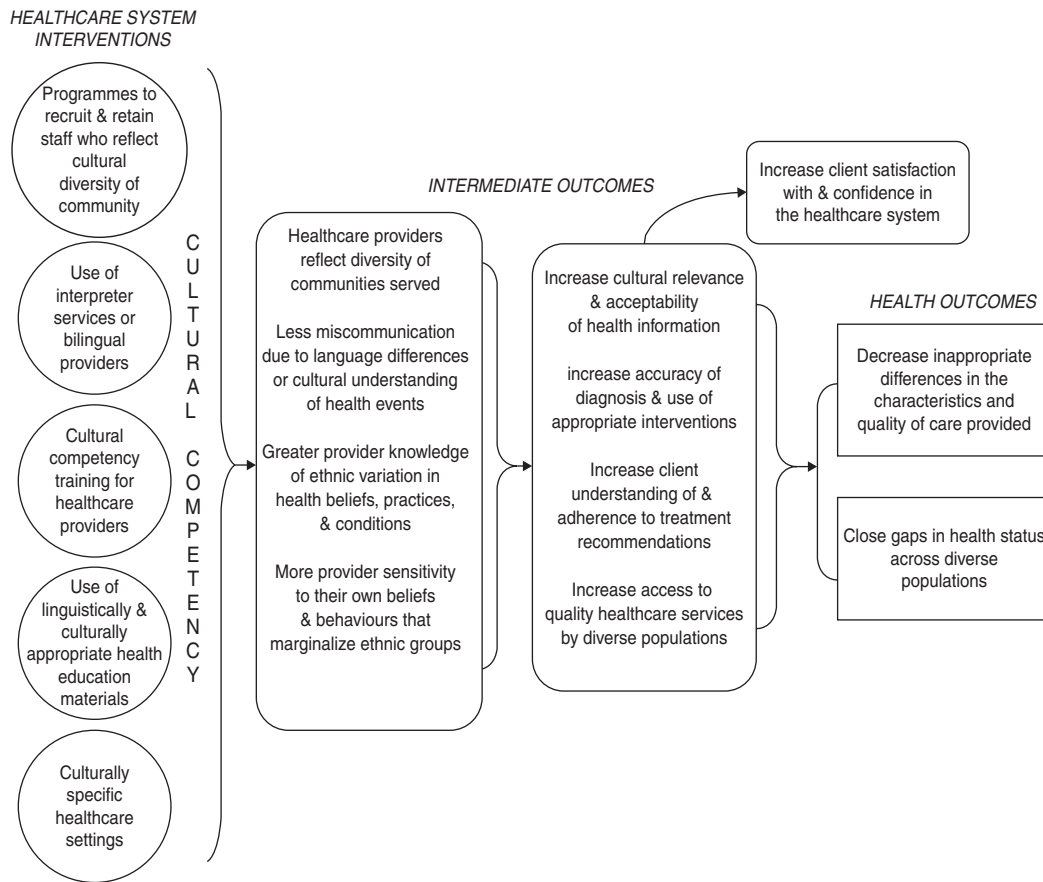 HEALTHCARE SYSTEM
INTERVENTIONS
Programmes to
recruit & retain
staff who reflect
cultural
diversity of
community
Use of
interpreter
services or
bilingual
providers
Cultural
competency
training for
healthcare
providers
Use of
linguistically &
culturally
appropriate health
education
materials
Culturally
specific
healthcare
settings
CULTURAL COMPETENCY
INTERMEDIATE OUTCOMES
Healthcare providers
reflect diversity of
communities served
Less miscommunication
due to language differences
or cultural understanding
of health events
Greater provider knowledge
of ethnic variation in
health beliefs, practices,
& conditions
More provider sensitivity
to their own beliefs
& behaviours that
marginalize ethnic groups
Increase cultural relevance
& acceptability
of health information
increase accuracy of
diagnosis & use of
appropriate interventions
Increase client
understanding of &
adherence to treatment
recommendations
Increase access to
quality healthcare services
by diverse populations
Increase client satisfaction
with & confidence in
the healthcare system
HEALTH OUTCOMES
Decrease inappropriate
differences in the
characteristics and
quality of care provided
Close gaps in health status
across diverse
populations